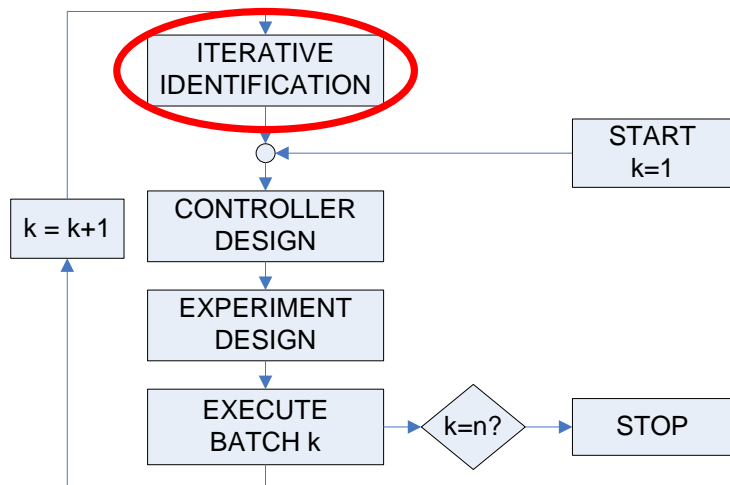 ITERATIVE
IDENTIFICATION
START
k=1
CONTROLLER
DESIGN
k = k+1
EXPERIMENT
DESIGN
EXECUTE
BATCH k
k=n?
STOP